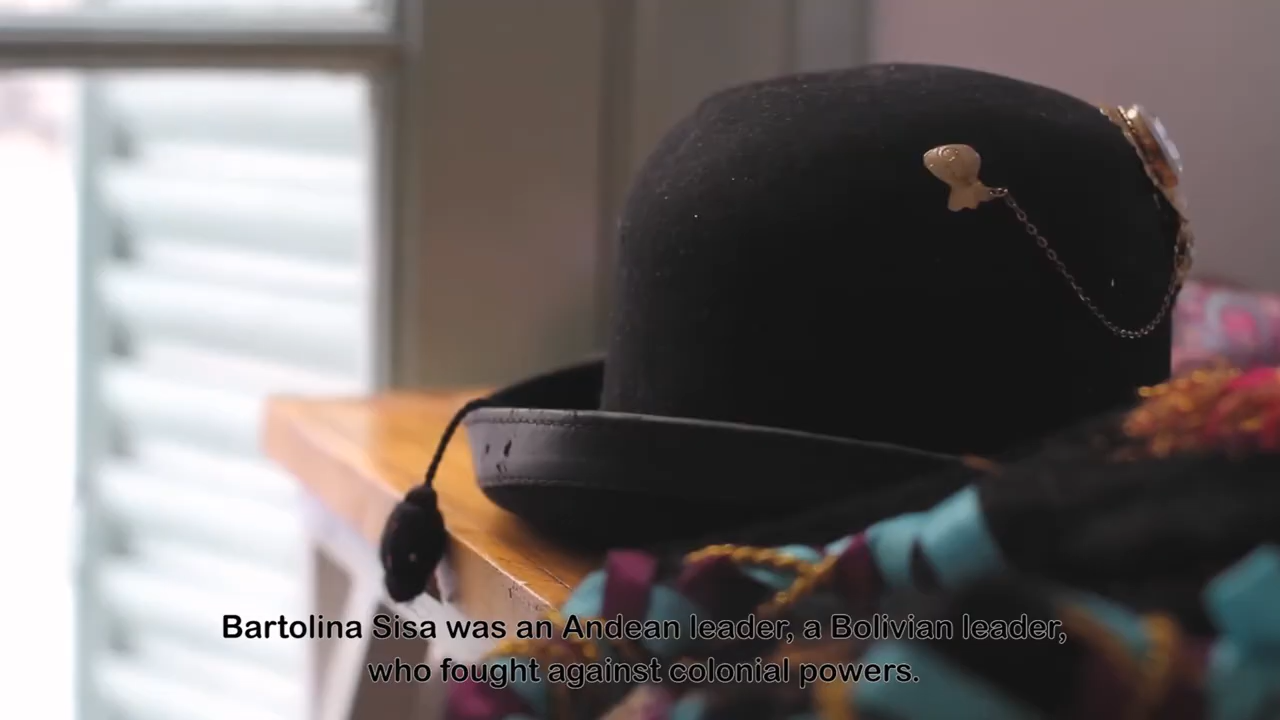 Bartolina Sisa was an Andean leader, a Bolivian leader,
who fought against colonial powers.